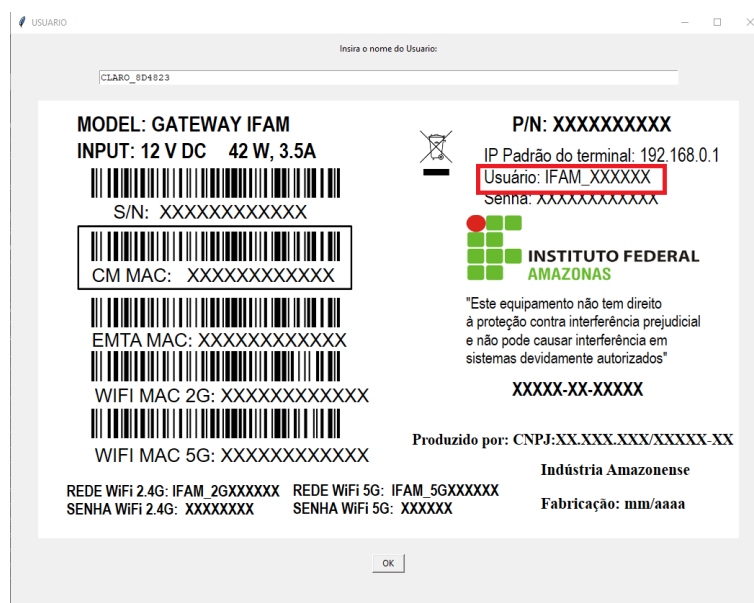 USUARIO
Insira o nome do Usuario:
CLARO_8D4823
MODEL: GATEWAY IFAM
INPUT: 12 V DC 42 W, 3.5A
S/N: XXXXXXXXXXXX
CM MAC: XXXXXXXXXXXX
EMTA MAC: XXXXXXXXXXXX
WIFI MAC 2G: XXXXXXXXXXXX
WIFI MAC 5G: XXXXXXXXXXXX
REDE WiFi 2.4G: IFAM_2GXXXXXX REDE WiFi 5G: IFAM_5GXXXXXX
SENHA WiFi 2.4G: XXXXXXXX SENHA WiFi 5G: XXXXXX
P/N: XXXXXXXXXX
IP Padrão do terminal: 192.168.0.1
Usuário: IFAM_XXXXXX
Senha: XXXXXXXXXXXX
INSTITUTO FEDERAL
AMAZONAS
"Este equipamento não tem direito
à proteção contra interferência prejudicial
e não pode causar interferência em
sistemas devidamente autorizados"
XXXXX-XX-XXXXX
Produzido por: CNPJ:XX.XXX.XXX/XXXXX-XX
Indústria Amazonense
Fabricação: mm/aaaa
OK